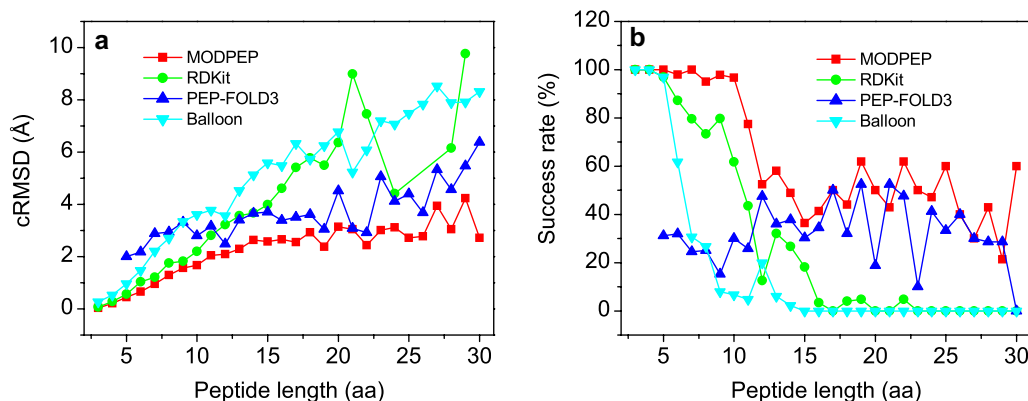 a
MODPEP
RDKit
PEP-FOLD3
Balloon
cRMSD (Å)
0
2
4
6
8
10
5 10 15 20 25 30
Peptide length (aa)
b
MODPEP
RDKit
PEP-FOLD3
Balloon
Success rate (%)
0
20
40
60
80
100
120
0 5 10 15 20 25 30
Peptide length (aa)